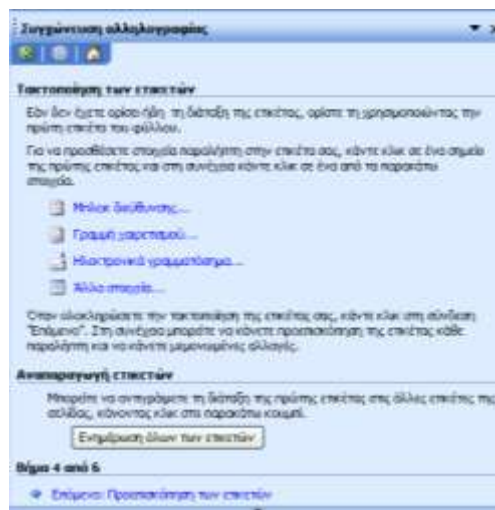 Συγχώνευση αλληλογραφίας
Τακτοποίηση των ετικετών
Εάν δεν έχετε ορίσει ήδη τη διάταξη της ετικέτας, ορίστε τη χρησιμοποιώντας την
πρώτη ετικέτα του φύλλου.
Για να προσθέσετε στοιχεία παραλήπτη στην ετικέτα σας, κάντε κλικ σε ένα σημείο
της πρώτης ετικέτας και στη συνέχεια κάντε κλικ σε ένα από τα παρακάτω
στοιχεία.
Μπλοκ διεύθυνσης...
Γραμμή χαιρετισμού...
Ηλεκτρονικά γραμματόσημα...
Άλλα στοιχεία...
Όταν ολοκληρώσετε την τακτοποίηση της ετικέτας σας, κάντε κλικ στη σύνδεση
"Επόμενο". Στη συνέχεια μπορείτε να κάνετε προεπισκόπηση της ετικέτας κάθε
παραλήπτη και να κάνετε μεμονωμένες αλλαγές.
Αναπαραγωγή ετικετών
Μπορείτε να αντιγράψετε τη διάταξη της πρώτης ετικέτας στις άλλες ετικέτες της
σελίδας, κάνοντας κλικ στο παρακάτω κουμπί.
Ενημέρωση όλων των ετικετών
Βήμα 4 από 6
Επόμενο: Προεπισκόπηση των ετικετών